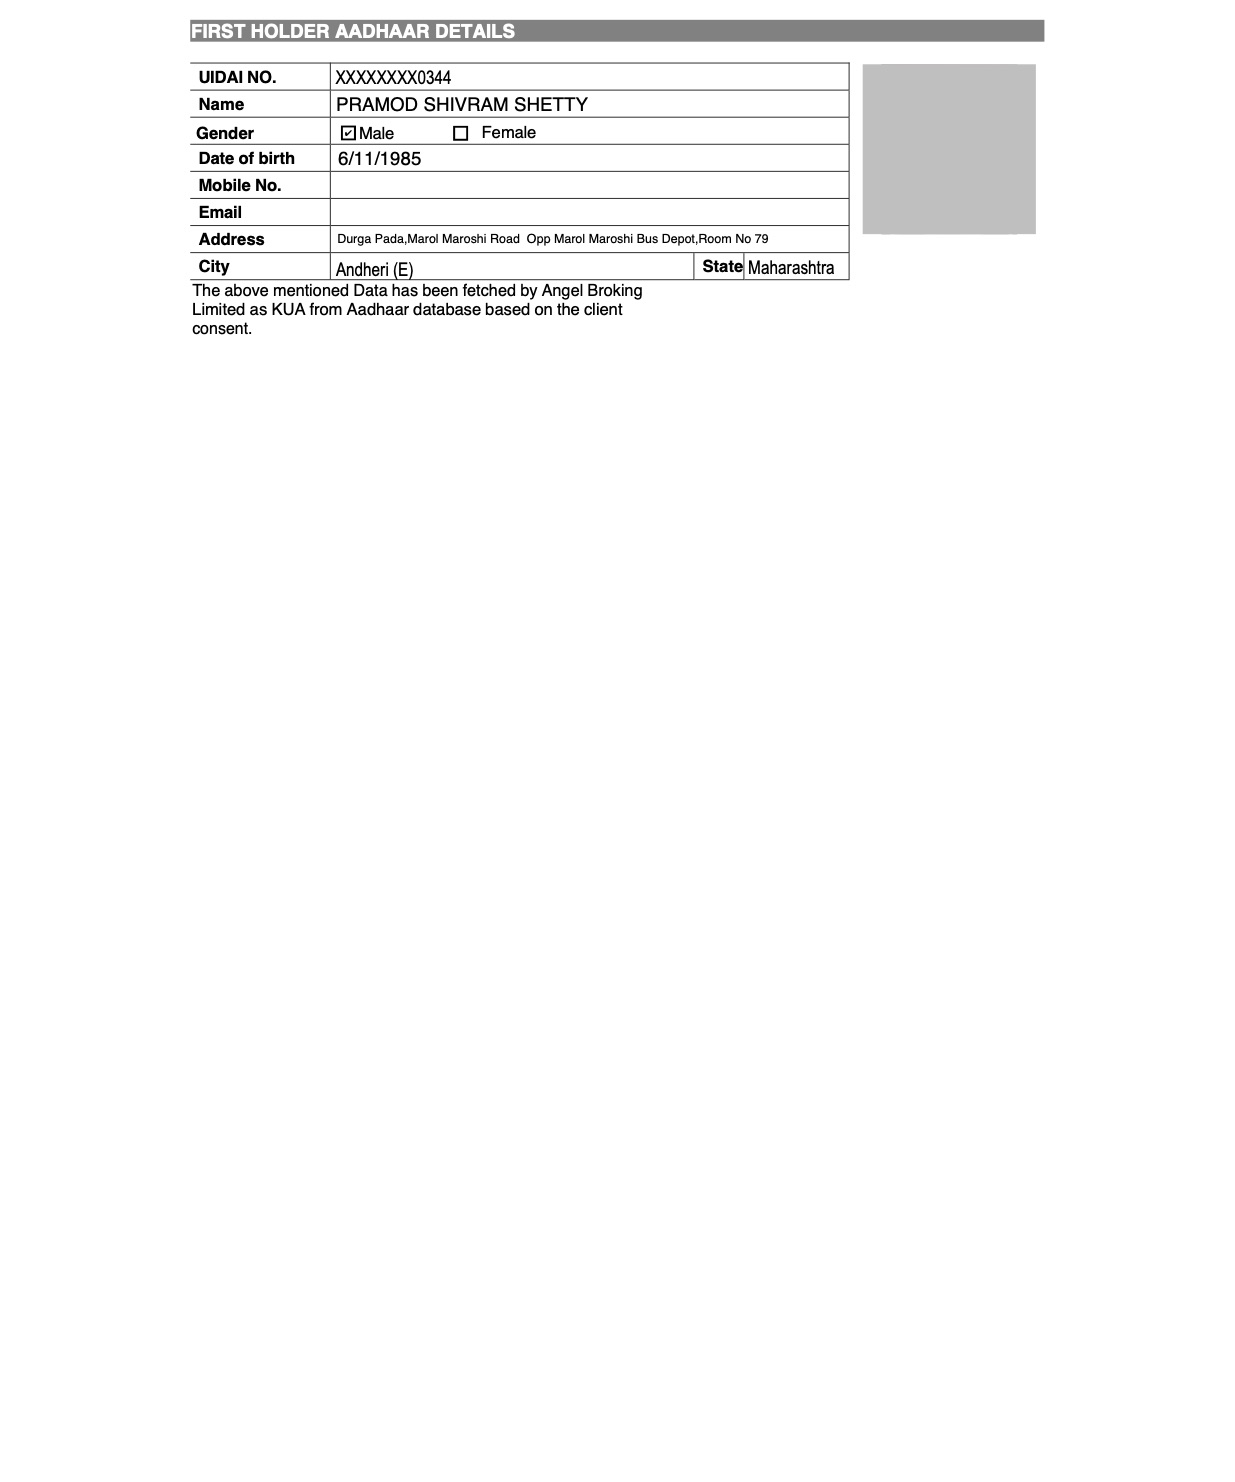 FIRST HOLDER AADHAAR DETAILS
UIDAI NO. XXXXXXXX0344
Name PRAMOD SHIVRAM SHETTY
Gender ☑ Male ☐ Female
Date of birth 6/11/1985
Mobile No.
Email
Address Durga Pada,Marol Maroshi Road  Opp Marol Maroshi Bus Depot,Room No 79
City Andheri (E) State Maharashtra
The above mentioned Data has been fetched by Angel Broking
Limited as KUA from Aadhaar database based on the client
consent.